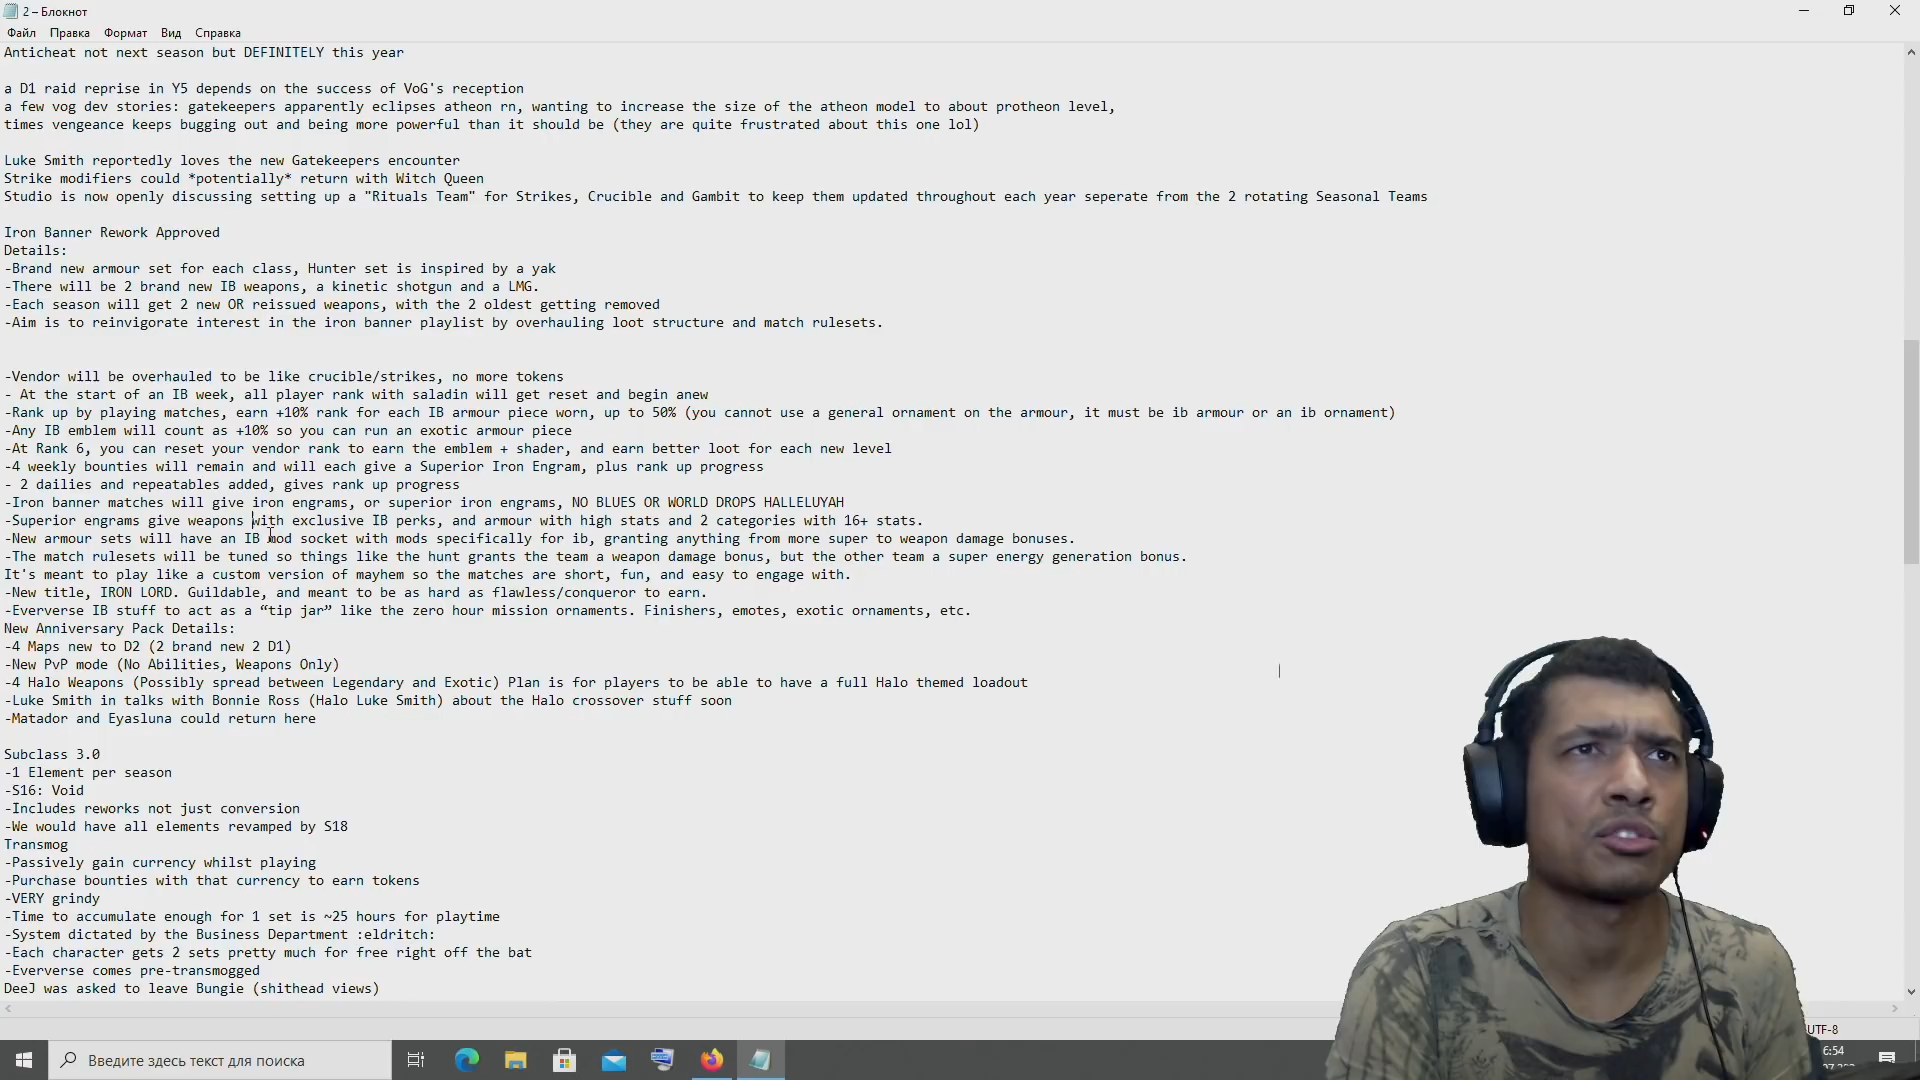 2 – Блокнот
Файл Правка Формат Вид Справка
Anticheat not next season but DEFINITELY this year
a D1 raid reprise in Y5 depends on the success of VoG's reception
a few vog dev stories: gatekeepers apparently eclipses atheon rn, wanting to increase the size of the atheon model to about protheon level,
times vengeance keeps bugging out and being more powerful than it should be (they are quite frustrated about this one lol)
Luke Smith reportedly loves the new Gatekeepers encounter
Strike modifiers could *potentially* return with Witch Queen
Studio is now openly discussing setting up a "Rituals Team" for Strikes, Crucible and Gambit to keep them updated throughout each year seperate from the 2 rotating Seasonal Teams
Iron Banner Rework Approved
Details:
-Brand new armour set for each class, Hunter set is inspired by a yak
-There will be 2 brand new IB weapons, a kinetic shotgun and a LMG.
-Each season will get 2 new OR reissued weapons, with the 2 oldest getting removed
-Aim is to reinvigorate interest in the iron banner playlist by overhauling loot structure and match rulesets.
-Vendor will be overhauled to be like crucible/strikes, no more tokens
- At the start of an IB week, all player rank with saladin will get reset and begin anew
-Rank up by playing matches, earn +10% rank for each IB armour piece worn, up to 50% (you cannot use a general ornament on the armour, it must be ib armour or an ib ornament)
-Any IB emblem will count as +10% so you can run an exotic armour piece
-At Rank 6, you can reset your vendor rank to earn the emblem + shader, and earn better loot for each new level
-4 weekly bounties will remain and will each give a Superior Iron Engram, plus rank up progress
- 2 dailies and repeatables added, gives rank up progress
-Iron banner matches will give iron engrams, or superior iron engrams, NO BLUES OR WORLD DROPS HALLELUYAH
-Superior engrams give weapons with exclusive IB perks, and armour with high stats and 2 categories with 16+ stats.
-New armour sets will have an IB mod socket with mods specifically for ib, granting anything from more super to weapon damage bonuses.
-The match rulesets will be tuned so things like the hunt grants the team a weapon damage bonus, but the other team a super energy generation bonus.
It's meant to play like a custom version of mayhem so the matches are short, fun, and easy to engage with.
-New title, IRON LORD. Guildable, and meant to be as hard as flawless/conqueror to earn.
-Eververse IB stuff to act as a “tip jar” like the zero hour mission ornaments. Finishers, emotes, exotic ornaments, etc.
New Anniversary Pack Details:
-4 Maps new to D2 (2 brand new 2 D1)
-New PvP mode (No Abilities, Weapons Only)
-4 Halo Weapons (Possibly spread between Legendary and Exotic) Plan is for players to be able to have a full Halo themed loadout
-Luke Smith in talks with Bonnie Ross (Halo Luke Smith) about the Halo crossover stuff soon
-Matador and Eyasluna could return here
Subclass 3.0
-1 Element per season
-S16: Void
-Includes reworks not just conversion
-We would have all elements revamped by S18
Transmog
-Passively gain currency whilst playing
-Purchase bounties with that currency to earn tokens
-VERY grindy
-Time to accumulate enough for 1 set is ~25 hours for playtime
-System dictated by the Business Department :eldritch:
-Each character gets 2 sets pretty much for free right off the bat
-Eververse comes pre-transmogged
DeeJ was asked to leave Bungie (shithead views)
UTF-8
Введите здесь текст для поиска
6:54